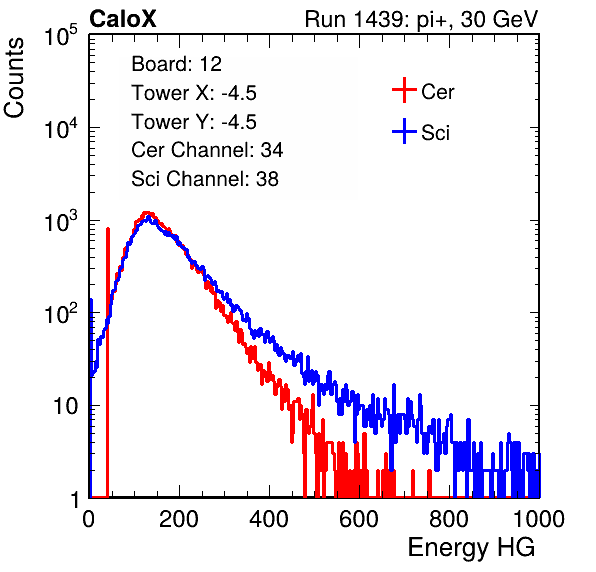 CaloX Run 1439: pi+, 30 GeV
Counts
Board: 12
Tower X: -4.5
Tower Y: -4.5
Cer Channel: 34
Sci Channel: 38
Cer
Sci
10^5
10^4
10^3
10^2
10
1
0 200 400 600 800 1000
Energy HG